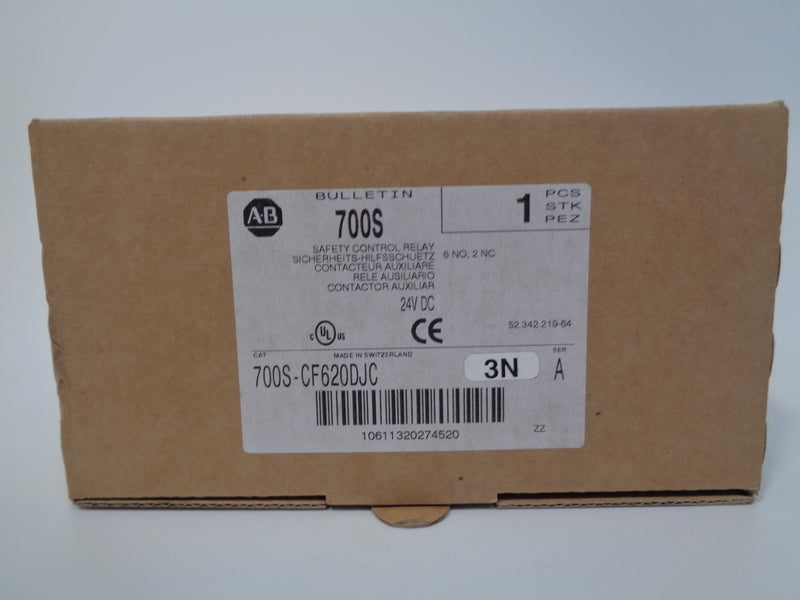 BULLETIN
A-B
700S
1 PCS
STK
PEZ
SAFETY CONTROL RELAY
SICHERHEITS-HILFSSCHUETZ
CONTACTEUR AUXILIARE
RELE AUSILIARIO
CONTACTOR AUXILIAR
6 NO, 2 NC
24V DC
C UL US
CE
52.342.219-64
CAT
MADE IN SWITZERLAND
SER
700S-CF620DJC
3N
A
10611320274520
ZZ